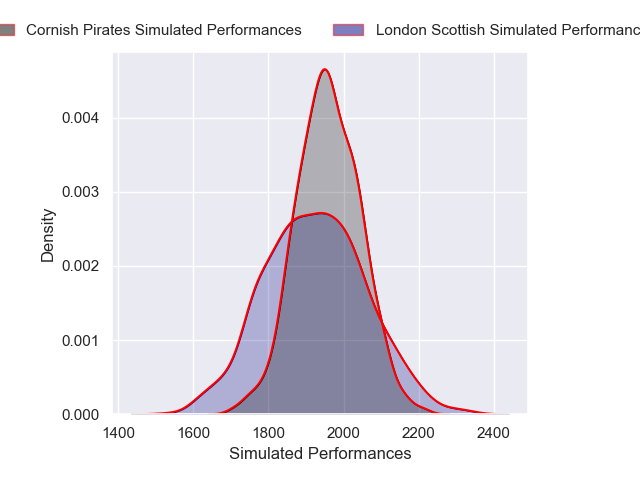 Cornish Pirates Simulated Performances London Scottish Simulated Performanc
0.004
0.003
0.002
0.001
0.000
Density
1400 1600 1800 2000 2200 2400
Simulated Performances